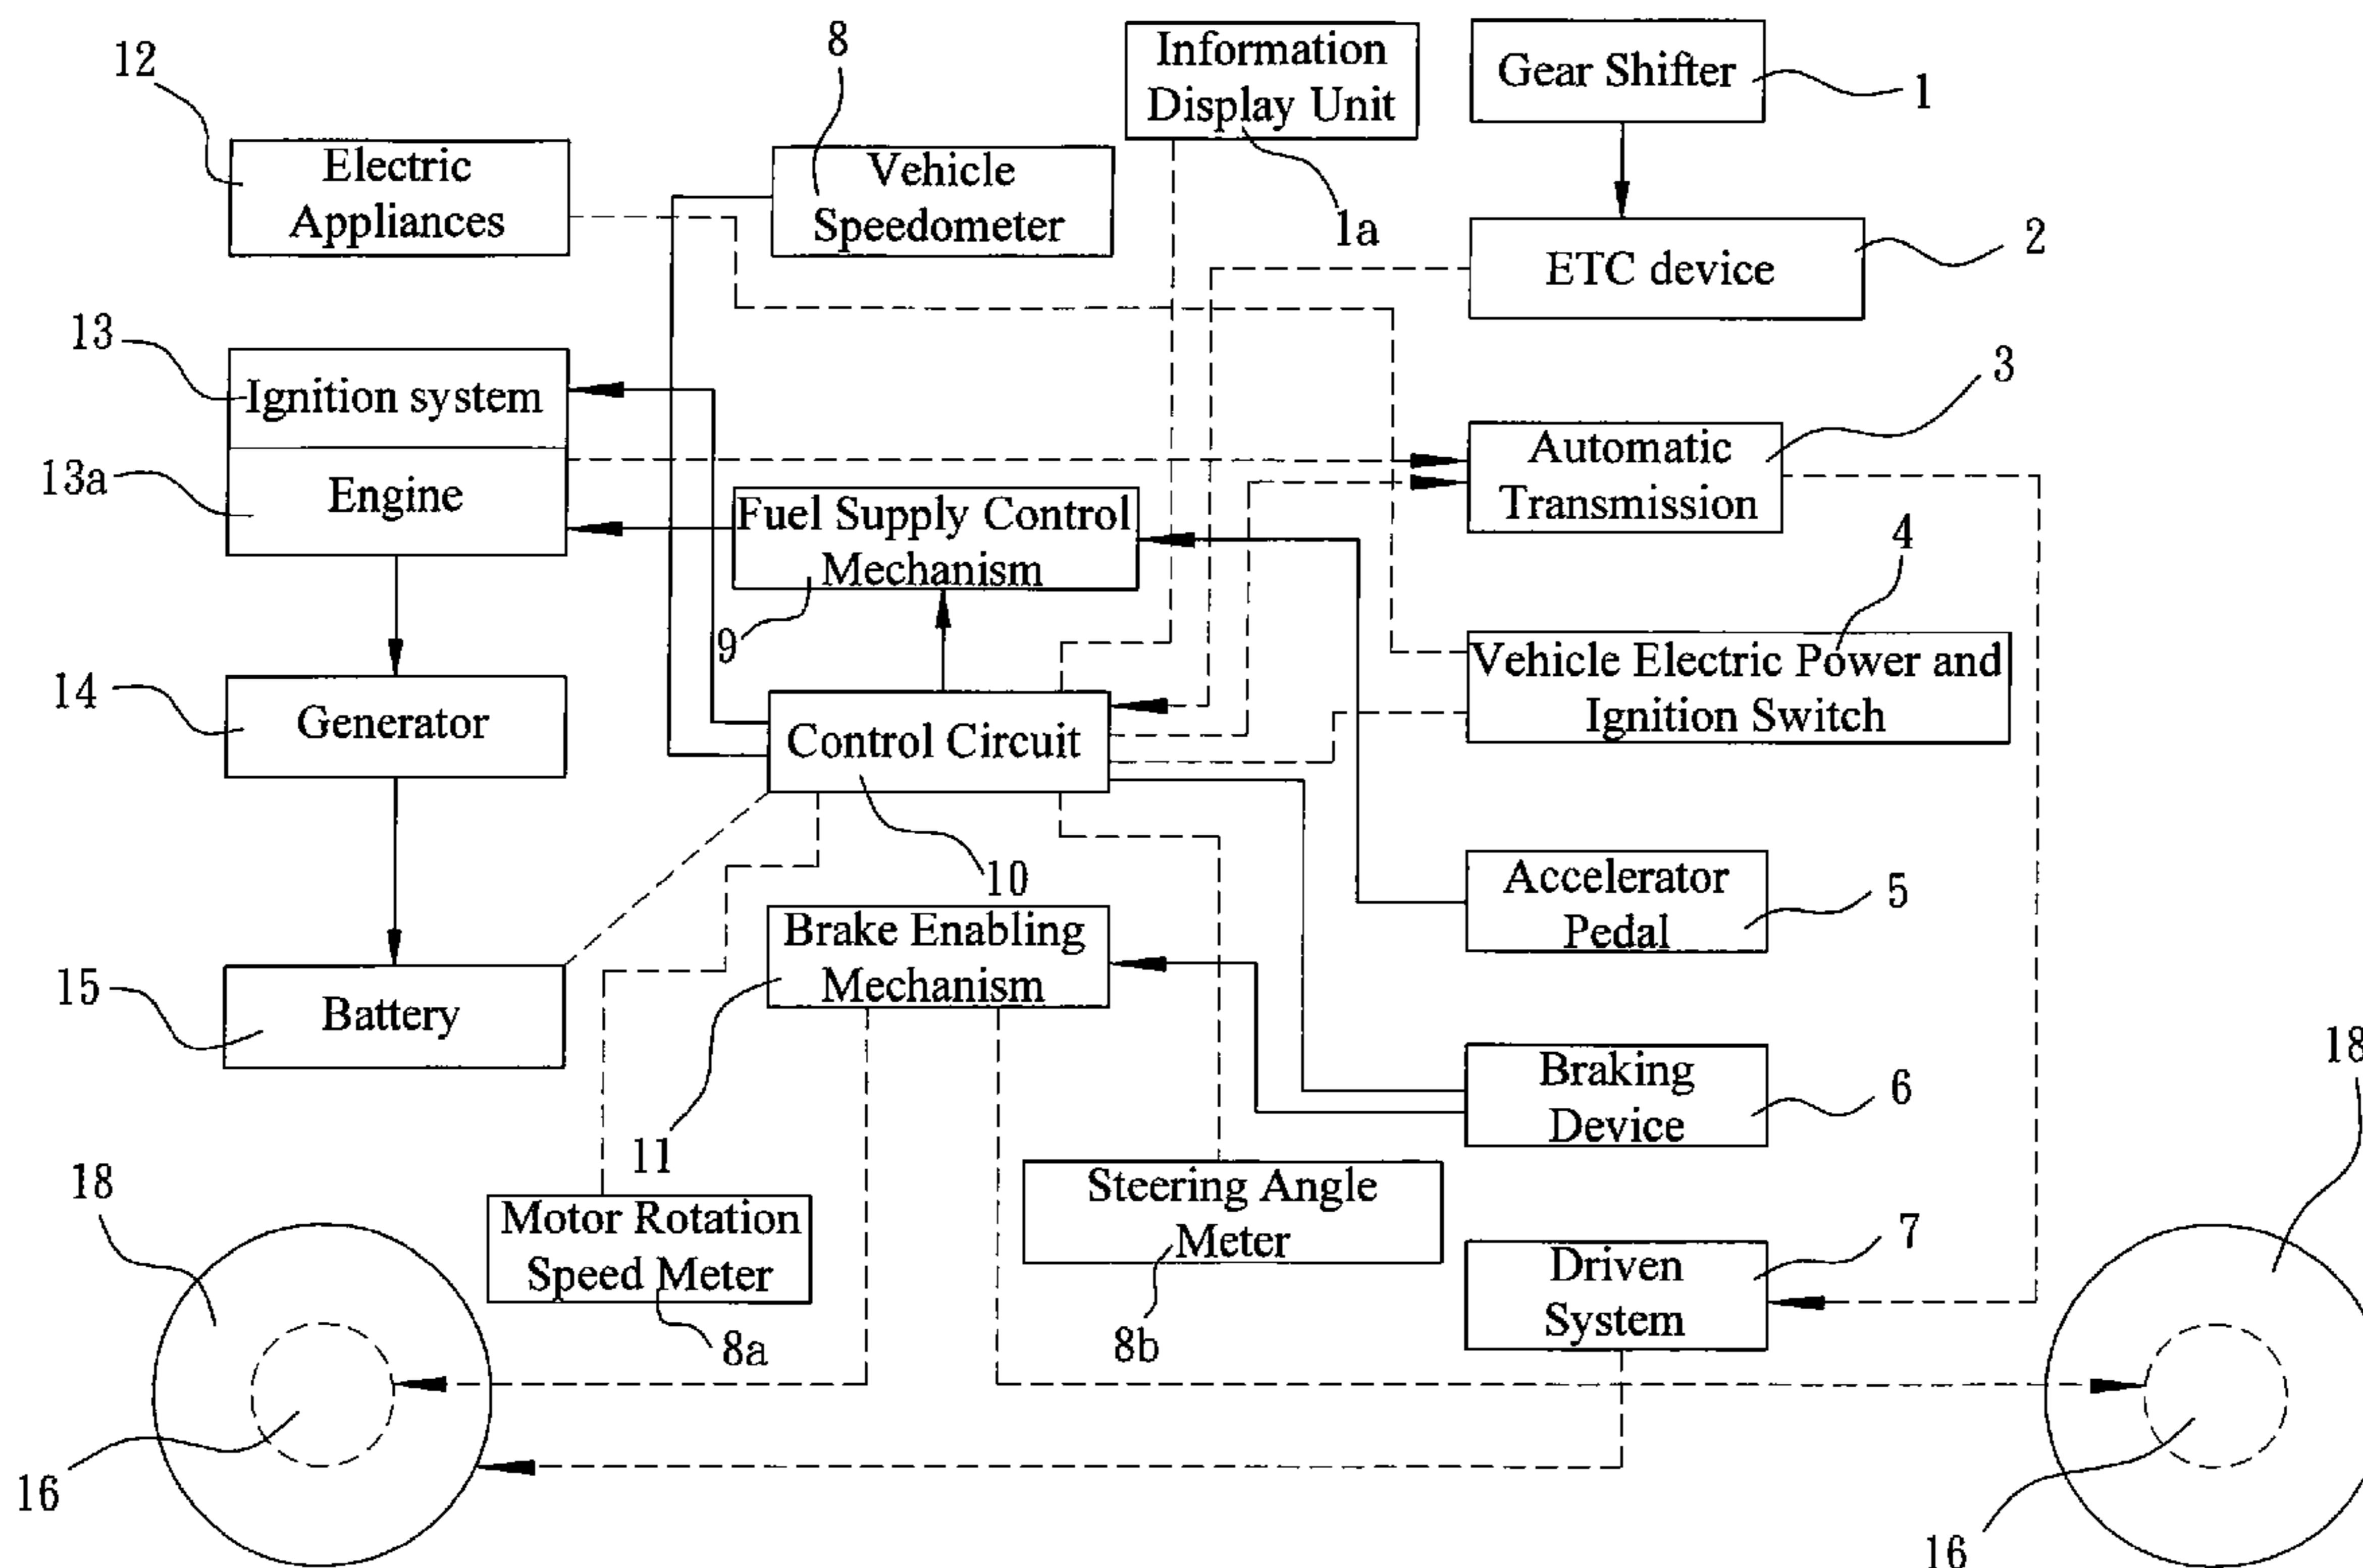 12
8
Information
Display Unit
1a
Gear Shifter
1
Electric
Appliances
Vehicle
Speedometer
ETC device
2
13
Ignition system
13a
Engine
Fuel Supply Control
Mechanism
9
Automatic
Transmission
3
4
Vehicle Electric Power and
Ignition Switch
14
Generator
Control Circuit
10
Accelerator
Pedal
5
15
Battery
Brake Enabling
Mechanism
11
Braking
Device
6
18
Motor Rotation
Speed Meter
8a
Steering Angle
Meter
8b
Driven
System
7
18
16
16